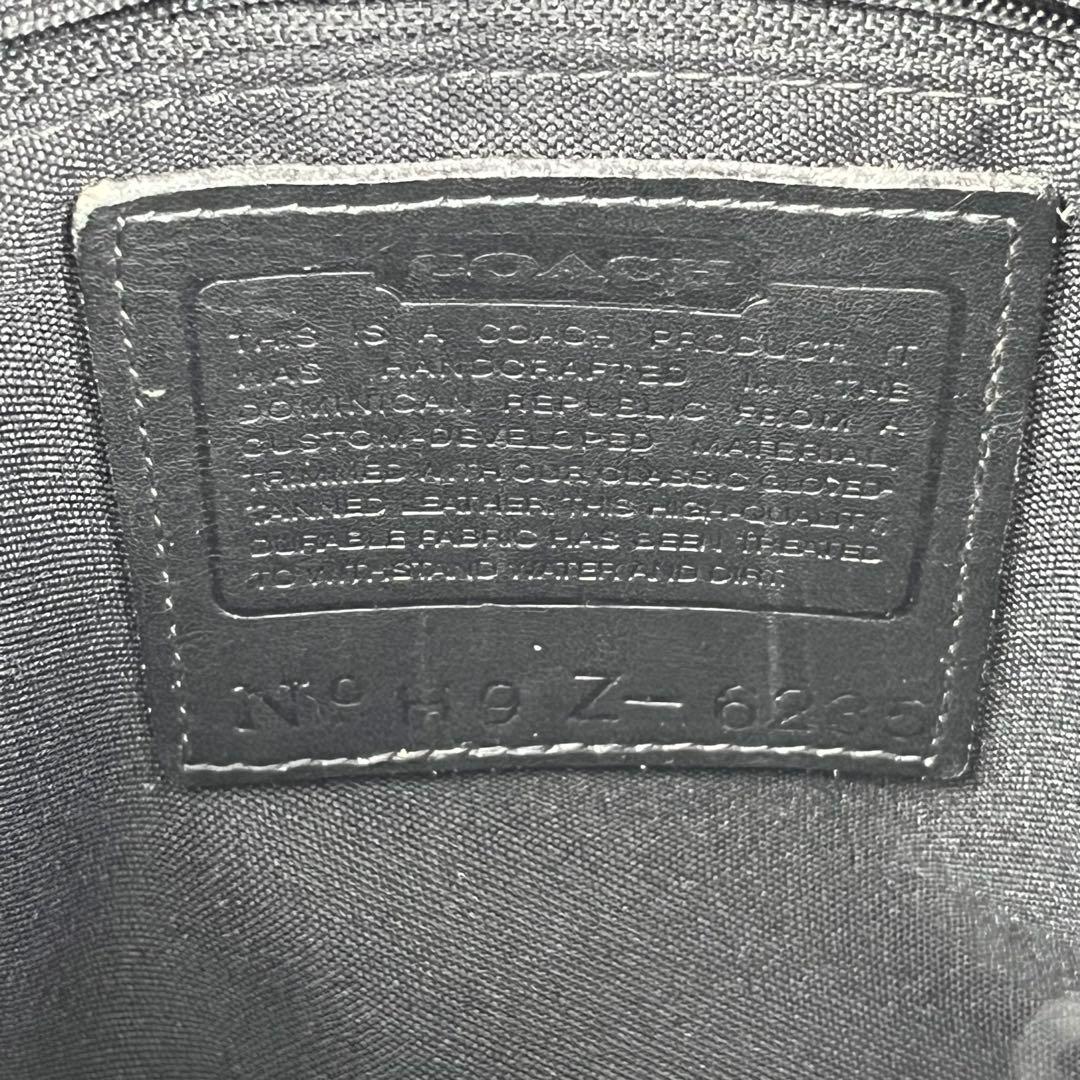 COACH
THIS IS A COACH PRODUCT. IT
WAS HANDCRAFTED IN THE
DOMINICAN REPUBLIC FROM A
CUSTOM-DEVELOPED MATERIAL,
TRIMMED WITH OUR CLASSIC GLOVED-
TANNED LEATHER. THIS HIGH-QUALITY,
DURABLE FABRIC HAS BEEN TREATED
TO WITHSTAND WATER AND DIRT.
No H9Z-6235